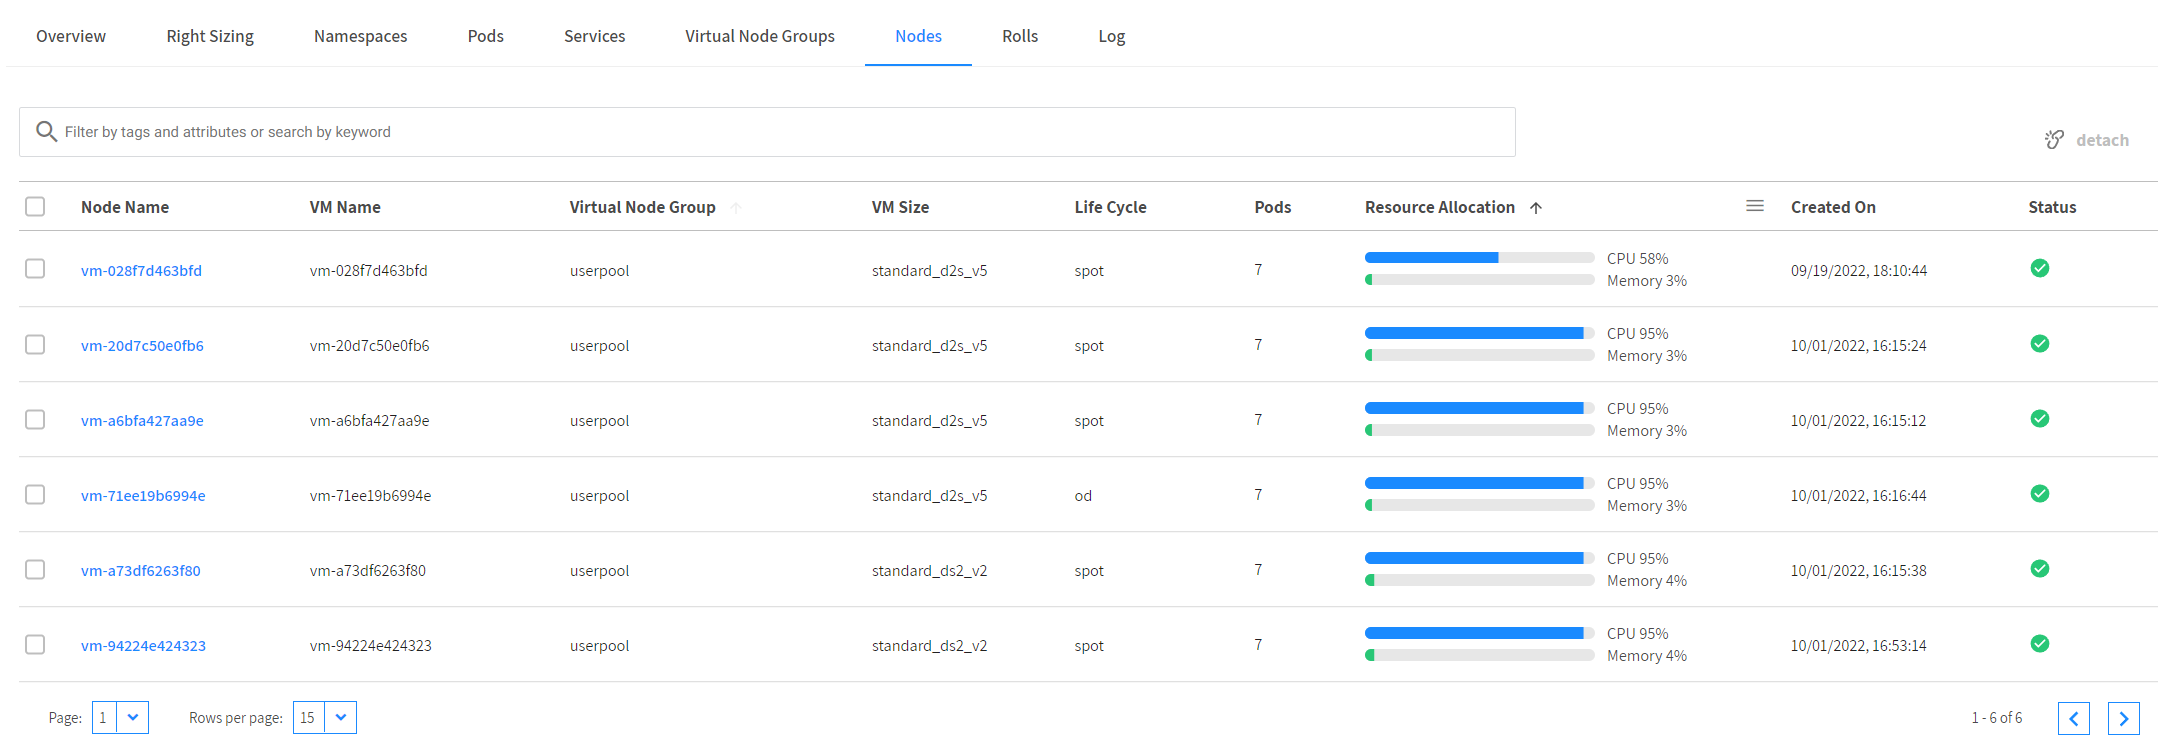 Overview Right Sizing Namespaces Pods Services Virtual Node Groups Nodes Rolls Log
Filter by tags and attributes or search by keyword
detach
Node Name VM Name Virtual Node Group VM Size Life Cycle Pods Resource Allocation Created On Status
vm-028f7d463bfd vm-028f7d463bfd userpool standard_d2s_v5 spot 7 CPU 58% 09/19/2022, 18:10:44
Memory 3%
vm-20d7c50e0fb6 vm-20d7c50e0fb6 userpool standard_d2s_v5 spot 7 CPU 95% 10/01/2022, 16:15:24
Memory 3%
vm-a6bfa427aa9e vm-a6bfa427aa9e userpool standard_d2s_v5 spot 7 CPU 95% 10/01/2022, 16:15:12
Memory 3%
vm-71ee19b6994e vm-71ee19b6994e userpool standard_d2s_v5 od 7 CPU 95% 10/01/2022, 16:16:44
Memory 3%
vm-a73df6263f80 vm-a73df6263f80 userpool standard_ds2_v2 spot 7 CPU 95% 10/01/2022, 16:15:38
Memory 4%
vm-94224e424323 vm-94224e424323 userpool standard_ds2_v2 spot 7 CPU 95% 10/01/2022, 16:53:14
Memory 4%
Page: 1 Rows per page: 15 1 - 6 of 6